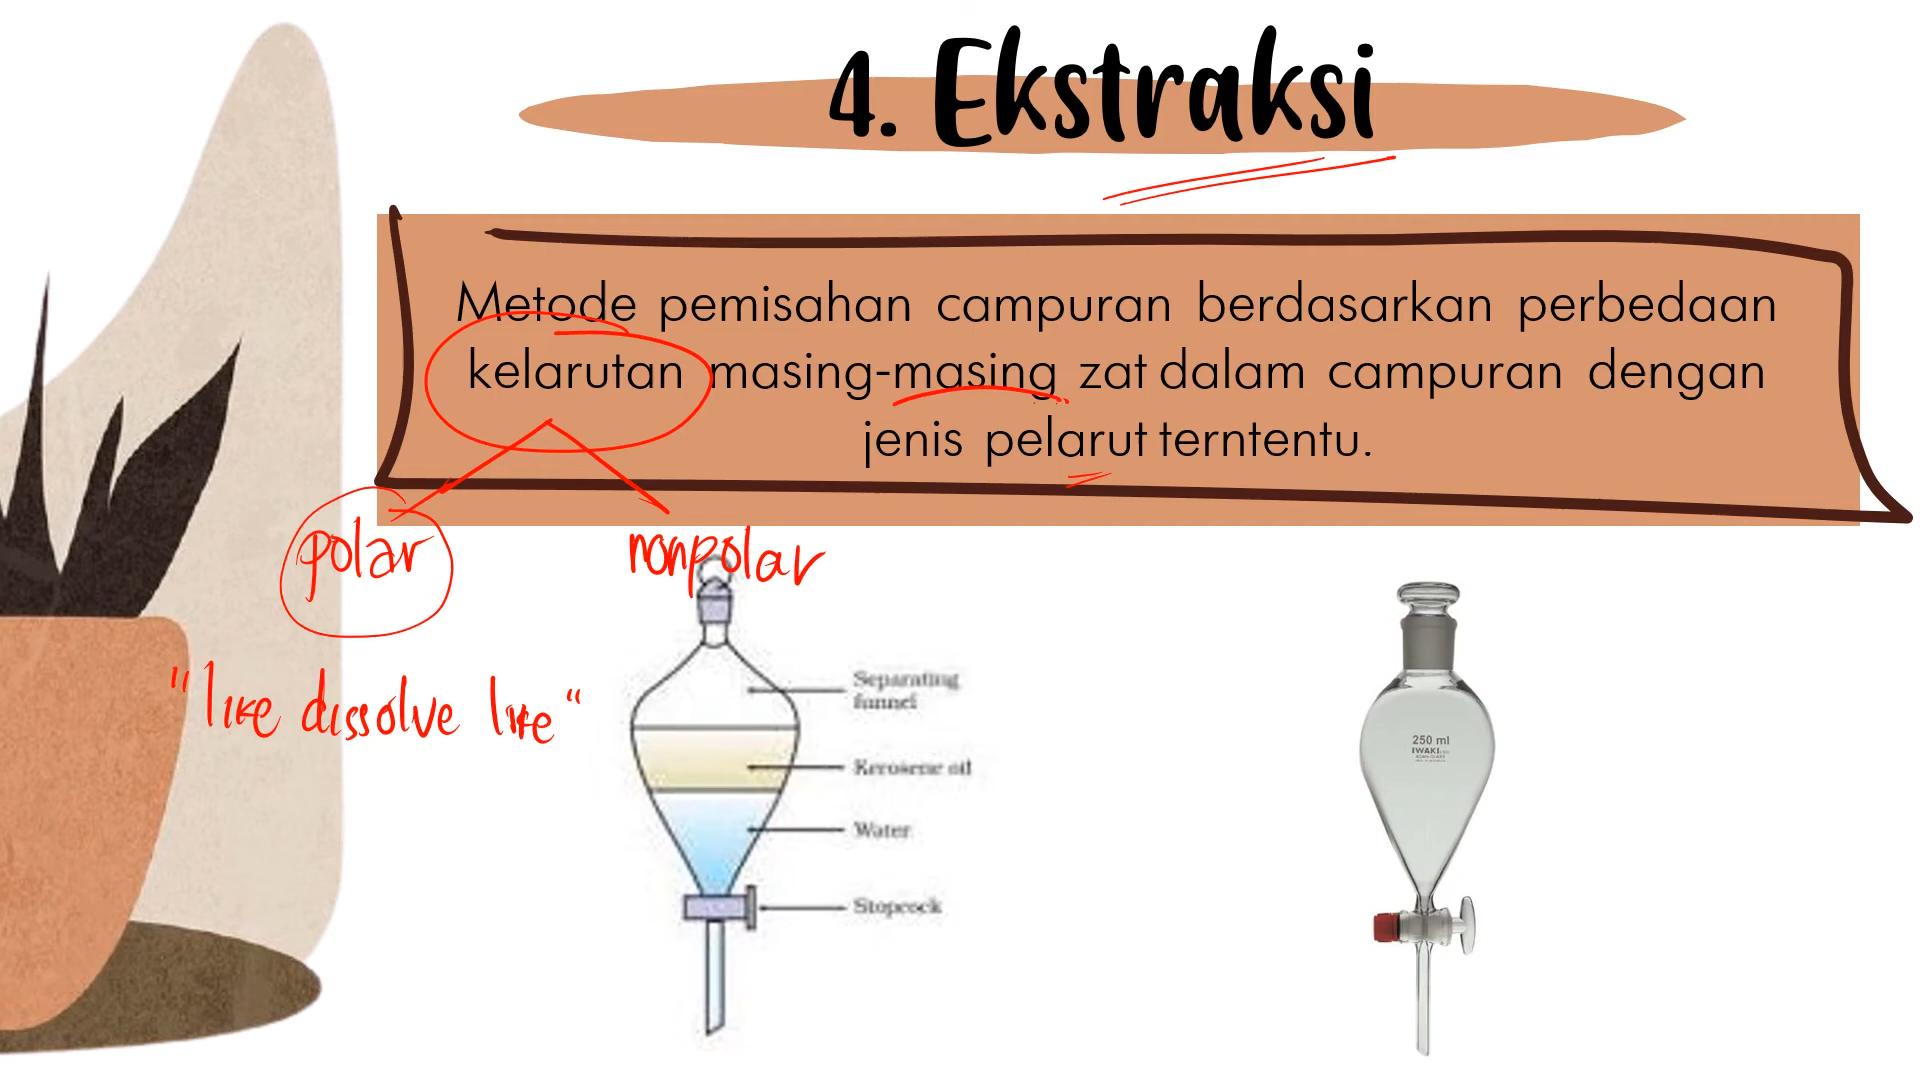 4. Ekstraksi
Metode pemisahan campuran berdasarkan perbedaan
kelarutan masing-masing zat dalam campuran dengan
jenis pelarut terntentu.
polar
nonpolar
"like dissolve like"
Separating
funnel
Kerosene oil
Water
Stopcock
250 ml
IWAKI